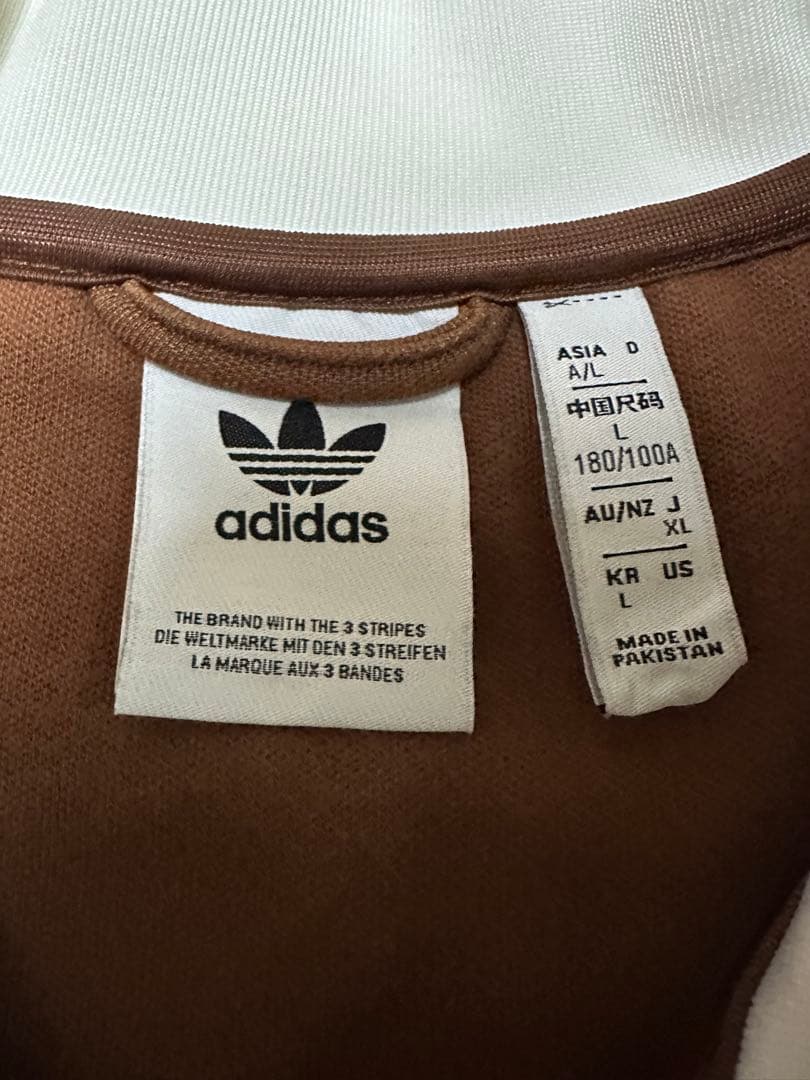 adidas
THE BRAND WITH THE 3 STRIPES
DIE WELTMARKE MIT DEN 3 STREIFEN
LA MARQUE AUX 3 BANDES
ASIA D
A/L
中国尺码
L
180/100A
AU/NZ J
XL
KR US
L
MADE IN
PAKISTAN